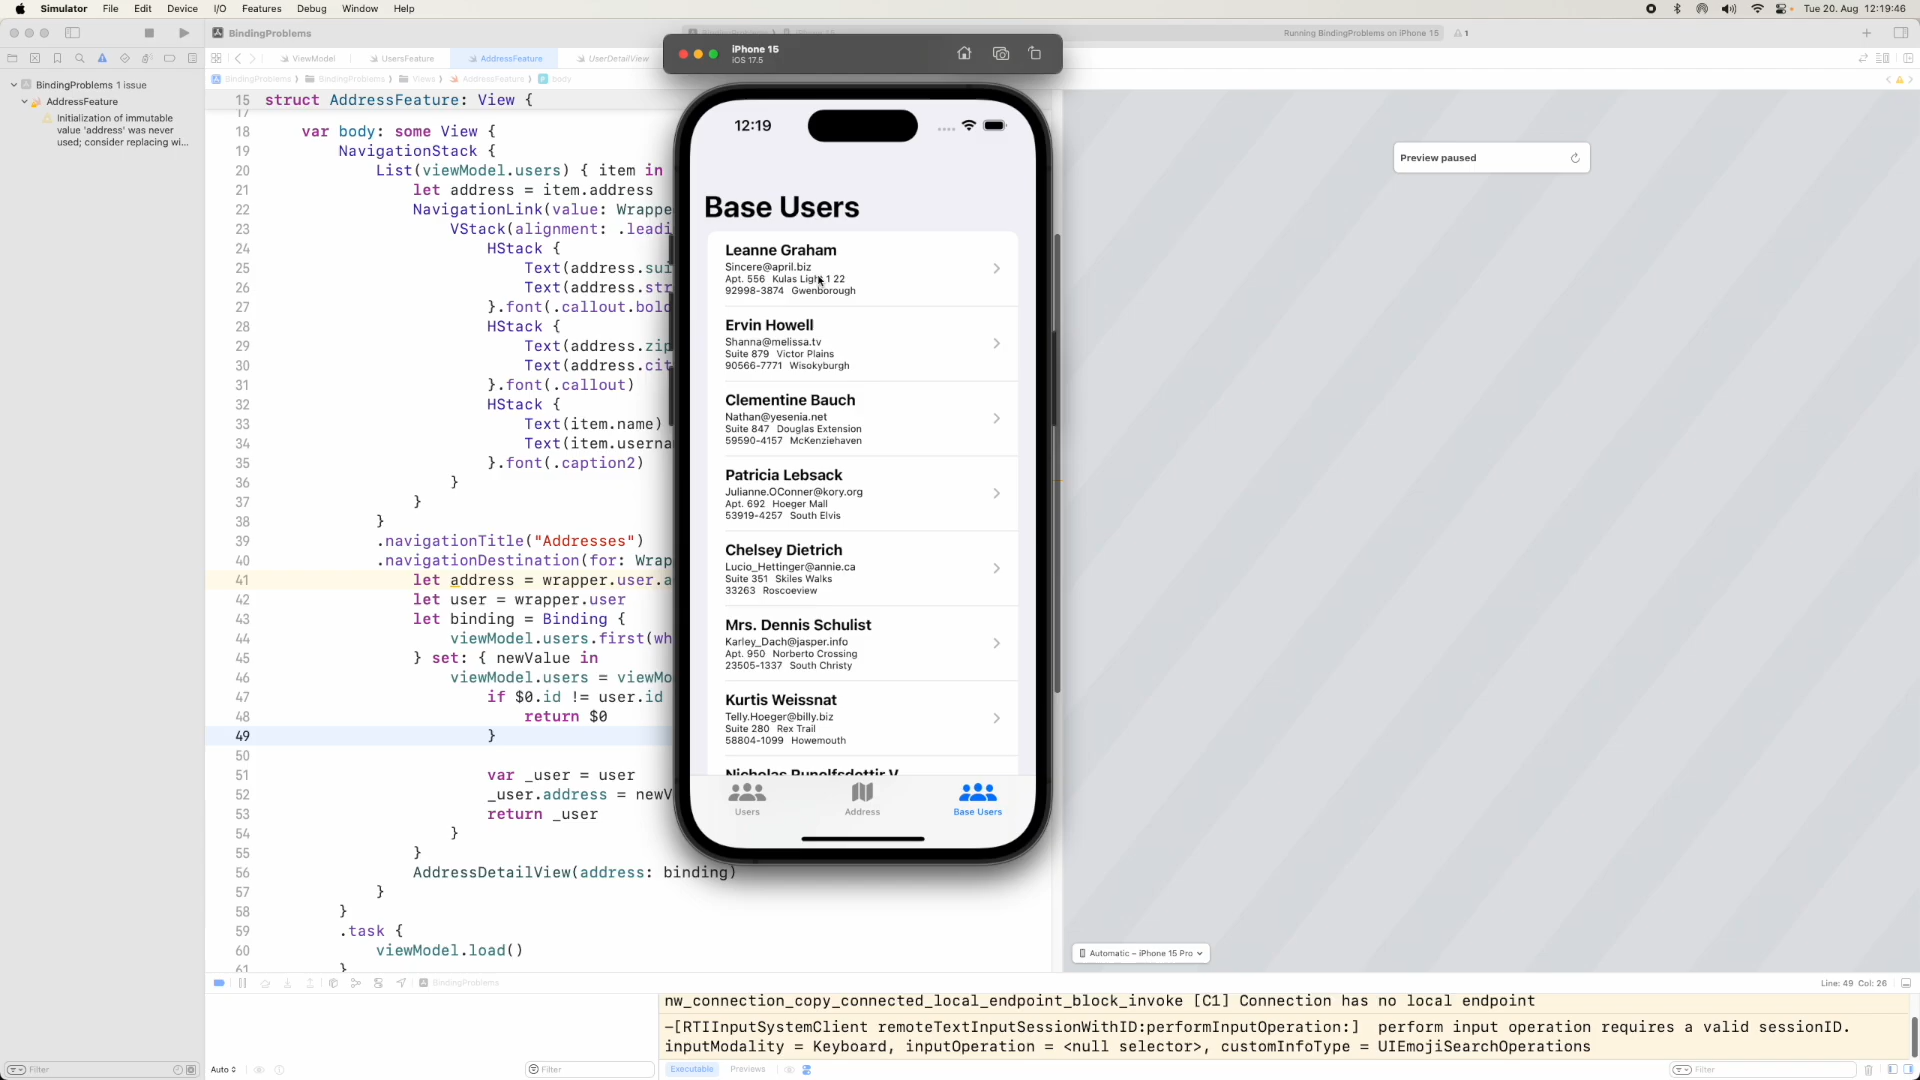 Simulator File Edit Device I/O Features Debug Window Help
Tue 20. Aug 12:19:46
BindingProblems
Running BindingProblems on iPhone 15
1
ViewModel
UsersFeature
AddressFeature
UserDetailView
BindingProblems
BindingProblems
Views
AddressFeature
body
BindingProblems 1 issue
AddressFeature
Initialization of immutable
value 'address' was never
used; consider replacing wi...
15 struct AddressFeature: View {
17
18 var body: some View {
19 NavigationStack {
20 List(viewModel.users) { item in
21 let address = item.address
22 NavigationLink(value: Wrappe
23 VStack(alignment: .leadi
24 HStack {
25 Text(address.sui
26 Text(address.str
27 }.font(.callout.bold
28 HStack {
29 Text(address.zip
30 Text(address.cit
31 }.font(.callout)
32 HStack {
33 Text(item.name)
34 Text(item.userna
35 }.font(.caption2)
36 }
37 }
38 }
39 .navigationTitle("Addresses")
40 .navigationDestination(for: Wrap
41 let address = wrapper.user.a
42 let user = wrapper.user
43 let binding = Binding {
44 viewModel.users.first(wh
45 } set: { newValue in
46 viewModel.users = viewMo
47 if $0.id != user.id
48 return $0
49 }
50
51 var _user = user
52 _user.address = newV
53 return _user
54 }
55 }
56 AddressDetailView(address: binding)
57 }
58 }
59 .task {
60 viewModel.load()
61 }
iPhone 15
iOS 17.5
12:19
Base Users
Leanne Graham
Sincere@april.biz
Apt. 556 Kulas Light 1 22
92998-3874 Gwenborough
Ervin Howell
Shanna@melissa.tv
Suite 879 Victor Plains
90566-7771 Wisokyburgh
Clementine Bauch
Nathan@yesenia.net
Suite 847 Douglas Extension
59590-4157 McKenziehaven
Patricia Lebsack
Julianne.OConner@kory.org
Apt. 692 Hoeger Mall
53919-4257 South Elvis
Chelsey Dietrich
Lucio_Hettinger@annie.ca
Suite 351 Skiles Walks
33263 Roscoeview
Mrs. Dennis Schulist
Karley_Dach@jasper.info
Apt. 950 Norberto Crossing
23505-1337 South Christy
Kurtis Weissnat
Telly.Hoeger@billy.biz
Suite 280 Rex Trail
58804-1099 Howemouth
Nicholas Runolfsdottir V
Users
Address
Base Users
Preview paused
Automatic – iPhone 15 Pro
BindingProblems
Line: 49 Col: 26
nw_connection_copy_connected_local_endpoint_block_invoke [C1] Connection has no local endpoint
-[RTIInputSystemClient remoteTextInputSessionWithID:performInputOperation:] perform input operation requires a valid sessionID.
inputModality = Keyboard, inputOperation = <null selector>, customInfoType = UIEmojiSearchOperations
Filter
Auto
Filter
Executable
Previews
Filter